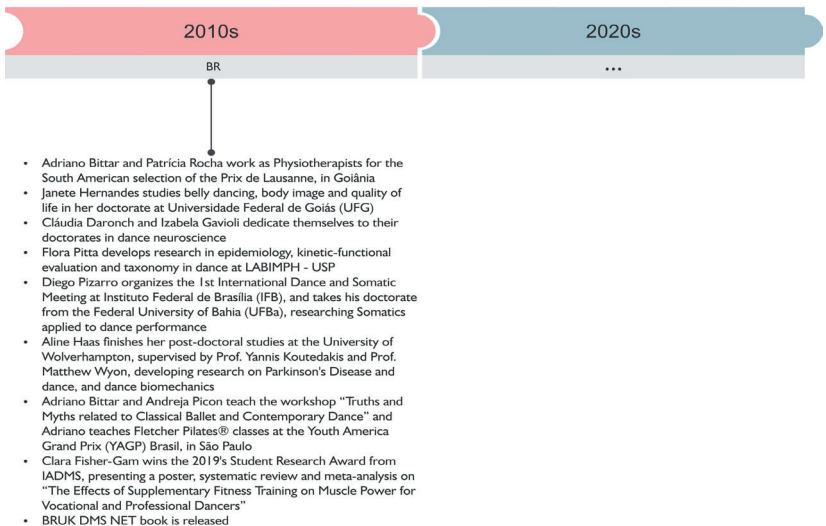 2010s
2020s
BR
...
• Adriano Bittar and Patrícia Rocha work as Physiotherapists for the
South American selection of the Prix de Lausanne, in Goiânia
• Janete Hernandes studies belly dancing, body image and quality of
life in her doctorate at Universidade Federal de Goiás (UFG)
• Cláudia Daronch and Izabela Gavioli dedicate themselves to their
doctorates in dance neuroscience
• Flora Pitta develops research in epidemiology, kinetic-functional
evaluation and taxonomy in dance at LABIMPH - USP
• Diego Pizarro organizes the 1st International Dance and Somatic
Meeting at Instituto Federal de Brasília (IFB), and takes his doctorate
from the Federal University of Bahia (UFBa), researching Somatics
applied to dance performance
• Aline Haas finishes her post-doctoral studies at the University of
Wolverhampton, supervised by Prof. Yannis Koutedakis and Prof.
Matthew Wyon, developing research on Parkinson's Disease and
dance, and dance biomechanics
• Adriano Bittar and Andreja Picon teach the workshop “Truths and
Myths related to Classical Ballet and Contemporary Dance” and
Adriano teaches Fletcher Pilates® classes at the Youth America
Grand Prix (YAGP) Brasil, in São Paulo
• Clara Fisher-Gam wins the 2019's Student Research Award from
IADMS, presenting a poster, systematic review and meta-analysis on
“The Effects of Supplementary Fitness Training on Muscle Power for
Vocational and Professional Dancers”
• BRUK DMS NET book is released